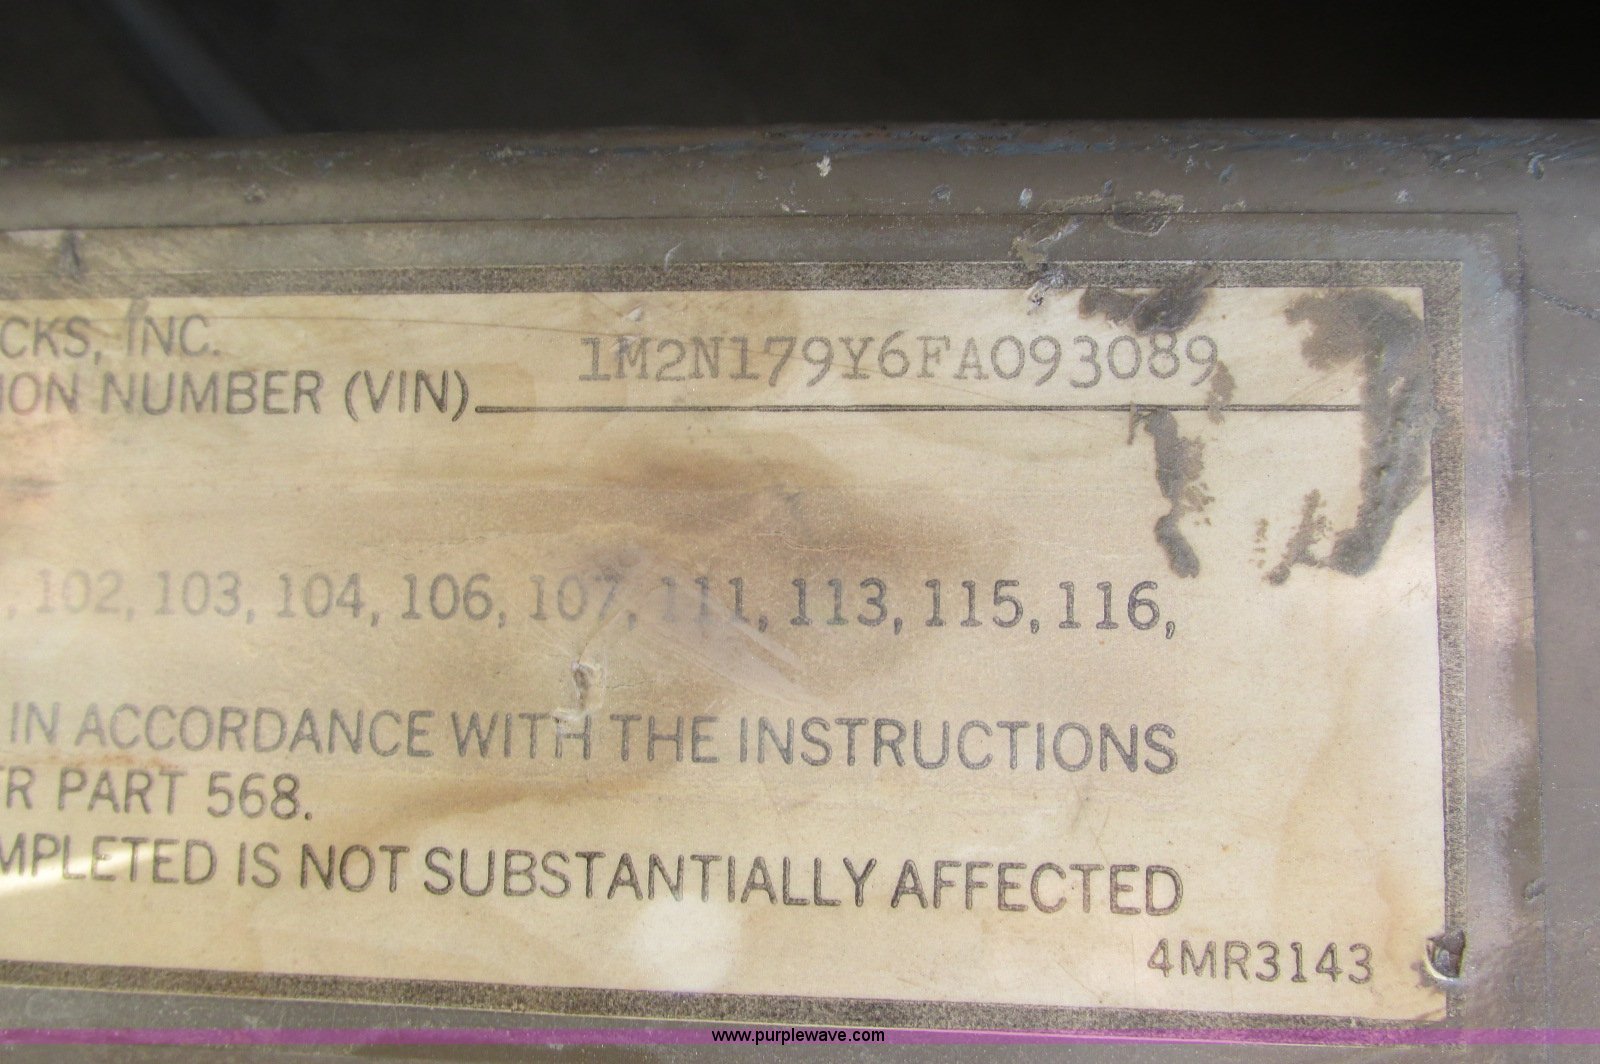 CKS, INC.
ION NUMBER (VIN) 1M2N179Y6FA093089
, 102, 103, 104, 106, 107, 111, 113, 115, 116,
IN ACCORDANCE WITH THE INSTRUCTIONS
R PART 568.
MPLETED IS NOT SUBSTANTIALLY AFFECTED
4MR3143
www.purplewave.com